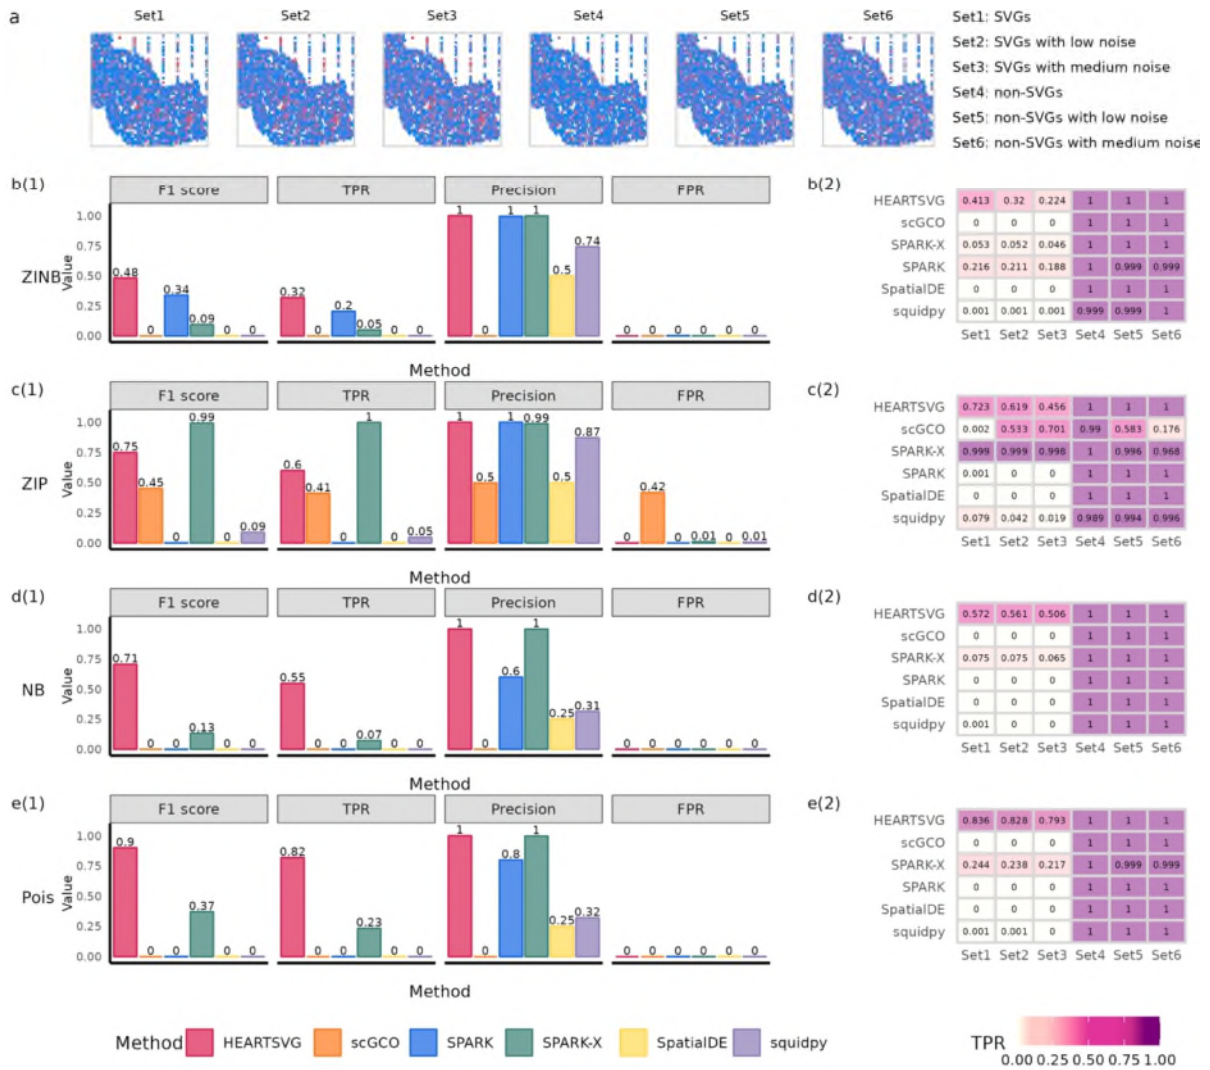 a Set1 Set2 Set3 Set4 Set5 Set6
Set1: SVGs
Set2: SVGs with low noise
Set3: SVGs with medium noise
Set4: non-SVGs
Set5: non-SVGs with low noise
Set6: non-SVGs with medium noise
b(1) F1 score TPR Precision FPR
ZINB
Value
1.00
0.75
0.50
0.25
0.00
0.48 0 0.34 0.09 0 0
0.32 0 0.2 0.05 0 0
1 0 1 1 0.5 0.74
0 0 0 0 0 0
Method
b(2)
HEARTSVG 0.413 0.32 0.224 1 1 1
scGCO 0 0 0 1 1 1
SPARK-X 0.053 0.052 0.046 1 1 1
SPARK 0.216 0.211 0.188 1 0.999 0.999
SpatialDE 0 0 0 1 1 1
squidpy 0.001 0.001 0.001 0.999 0.999 1
Set1 Set2 Set3 Set4 Set5 Set6
c(1) F1 score TPR Precision FPR
ZIP
Value
1.00
0.75
0.50
0.25
0.00
0.75 0.45 0 0.99 0 0.09
0.6 0.41 0 1 0 0.05
1 0.5 1 0.99 0.5 0.87
0 0.42 0 0.01 0 0.01
Method
c(2)
HEARTSVG 0.723 0.619 0.456 1 1 1
scGCO 0.002 0.533 0.701 0.99 0.583 0.176
SPARK-X 0.999 0.999 0.998 1 0.996 0.968
SPARK 0.001 0 0 1 1 1
SpatialDE 0 0 0 1 1 1
squidpy 0.079 0.042 0.019 0.989 0.994 0.996
Set1 Set2 Set3 Set4 Set5 Set6
d(1) F1 score TPR Precision FPR
NB
Value
1.00
0.75
0.50
0.25
0.00
0.71 0 0 0.13 0 0
0.55 0 0 0.07 0 0
1 0 0.6 1 0.25 0.31
0 0 0 0 0 0
Method
d(2)
HEARTSVG 0.572 0.561 0.506 1 1 1
scGCO 0 0 0 1 1 1
SPARK-X 0.075 0.075 0.065 1 1 1
SPARK 0 0 0 1 1 1
SpatialDE 0 0 0 1 1 1
squidpy 0.001 0 0 1 1 1
Set1 Set2 Set3 Set4 Set5 Set6
e(1) F1 score TPR Precision FPR
Pois
Value
1.00
0.75
0.50
0.25
0.00
0.9 0 0 0.37 0 0
0.82 0 0 0.23 0 0
1 0 0.8 1 0.25 0.32
0 0 0 0 0 0
Method
e(2)
HEARTSVG 0.836 0.828 0.793 1 1 1
scGCO 0 0 0 1 1 1
SPARK-X 0.244 0.238 0.217 1 0.999 0.999
SPARK 0 0 0 1 1 1
SpatialDE 0 0 0 1 1 1
squidpy 0.001 0.001 0 1 1 1
Set1 Set2 Set3 Set4 Set5 Set6
Method HEARTSVG scGCO SPARK SPARK-X SpatialDE squidpy
TPR
0.00 0.25 0.50 0.75 1.00